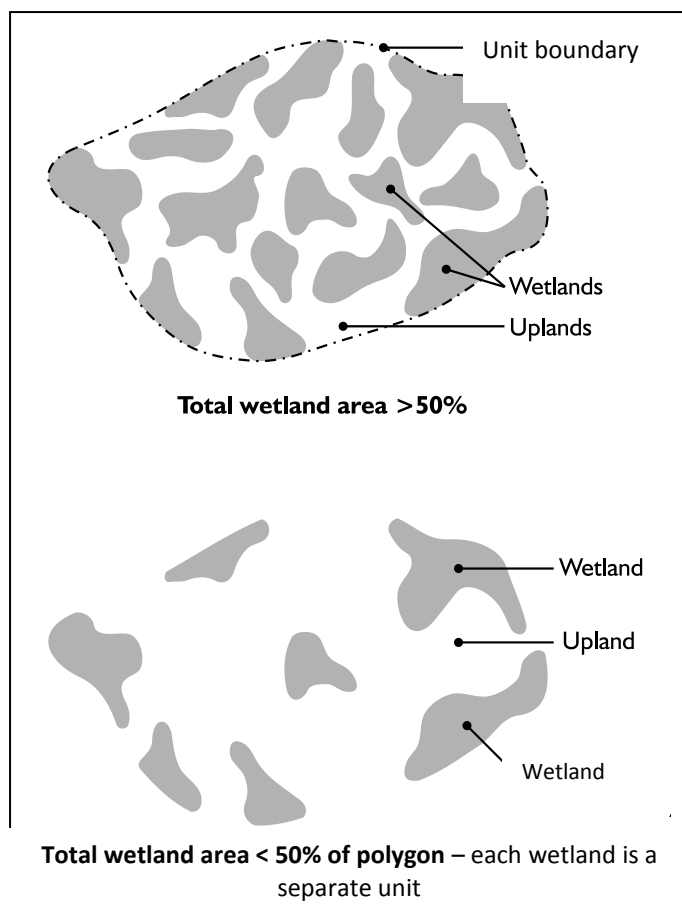 Unit boundary
Wetlands
Uplands
Total wetland area >50%
Wetland
Upland
Wetland
Total wetland area < 50% of polygon – each wetland is a
separate unit